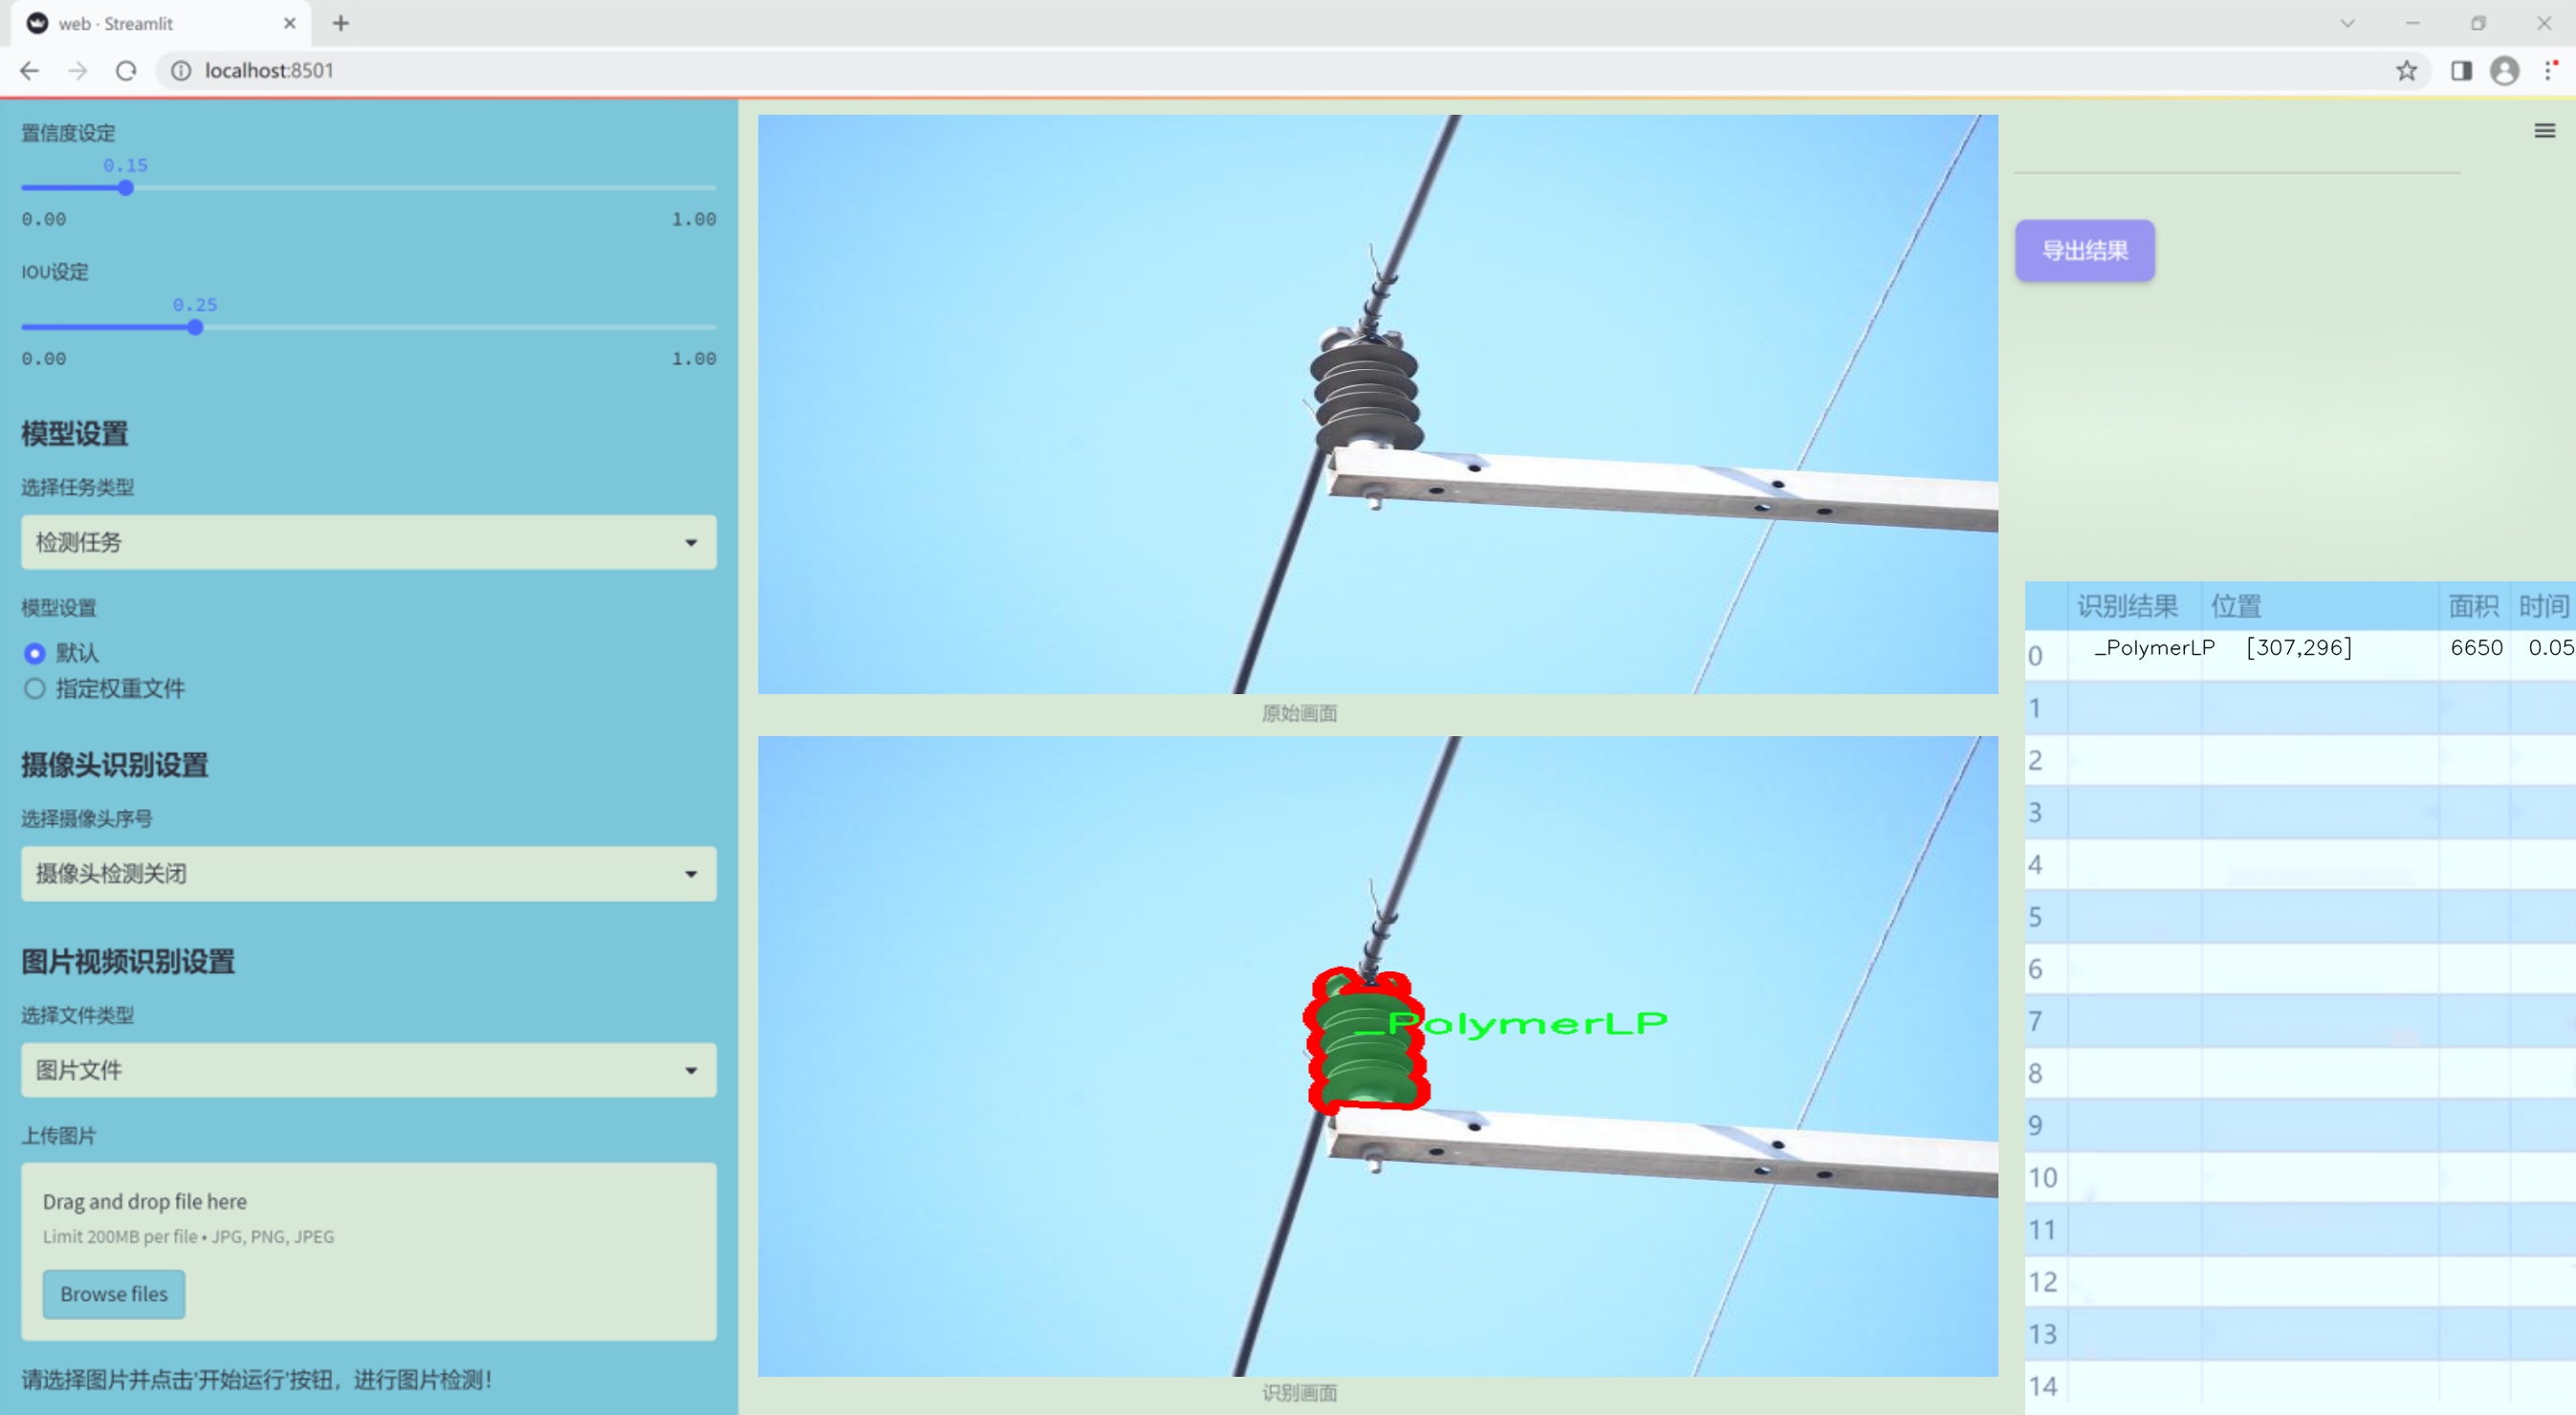 web · Streamlit
localhost:8501
置信度设定
0.15
0.00 1.00
IOU设定
0.25
0.00 1.00
模型设置
选择任务类型
检测任务
模型设置
默认
指定权重文件
摄像头识别设置
选择摄像头序号
摄像头检测关闭
图片视频识别设置
选择文件类型
图片文件
上传图片
Drag and drop file here
Limit 200MB per file • JPG, PNG, JPEG
Browse files
请选择图片并点击'开始运行'按钮，进行图片检测！
原始画面
_PolymerLP
识别画面
导出结果
识别结果 位置 面积 时间
0 _PolymerLP [307,296] 6650 0.05
1
2
3
4
5
6
7
8
9
10
11
12
13
14